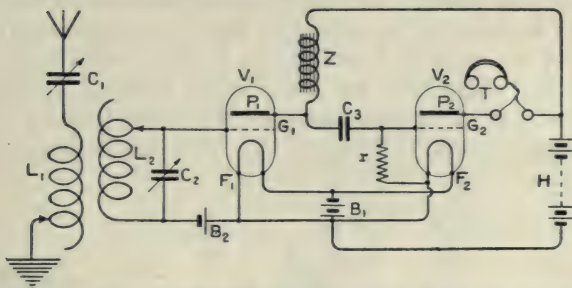 C₁
L₁
L₂
C₂
B₂
V₁
P₁
G₁
F₁
Z
C₃
r
B₁
V₂
P₂
G₂
F₂
T
H